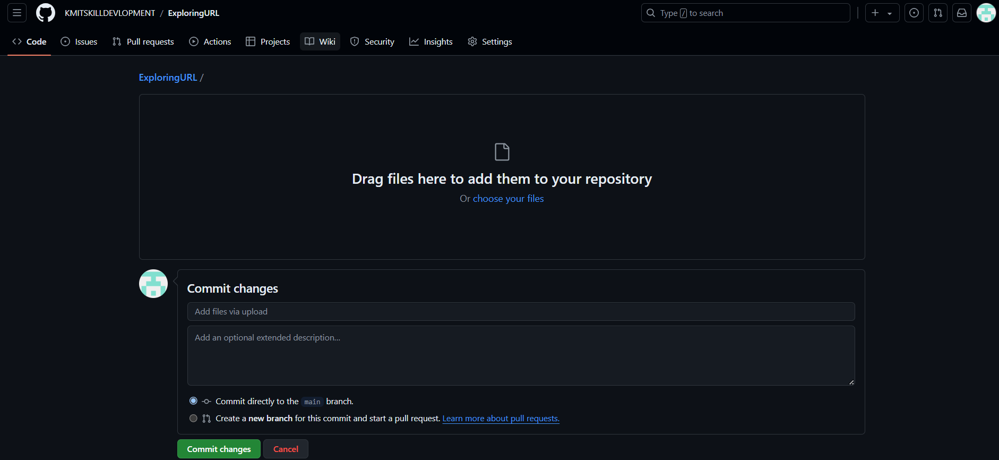 KMITSKILLDEVLOPMENT / ExploringURL Type / to search
Code Issues Pull requests Actions Projects Wiki Security Insights Settings
ExploringURL /
Drag files here to add them to your repository
Or choose your files
Commit changes
Add files via upload
Add an optional extended description...
Commit directly to the main branch.
Create a new branch for this commit and start a pull request. Learn more about pull requests.
Commit changes Cancel